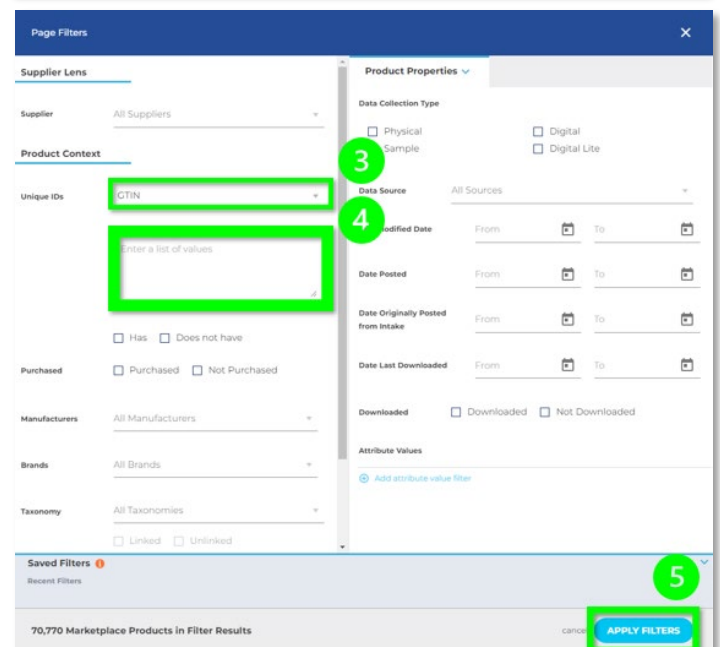 Page Filters
Supplier Lens
Supplier
All Suppliers
Product Context
Unique IDs
GTIN
3
4
Enter a list of values
Has
Does not have
Purchased
Purchased
Not Purchased
Manufacturers
All Manufacturers
Brands
All Brands
Taxonomy
All Taxonomies
Linked
Unlinked
Product Properties
Data Collection Type
Physical
Digital
Sample
Digital Lite
Data Source
All Sources
Date
From
To
Date Posted
From
To
Date Originally Posted
from Intake
From
To
Date Last Downloaded
From
To
Downloaded
Downloaded
Not Downloaded
Attribute Values
Add attribute value filter
Saved Filters
Recent Filters
5
70,770 Marketplace Products in Filter Results
APPLY FILTERS